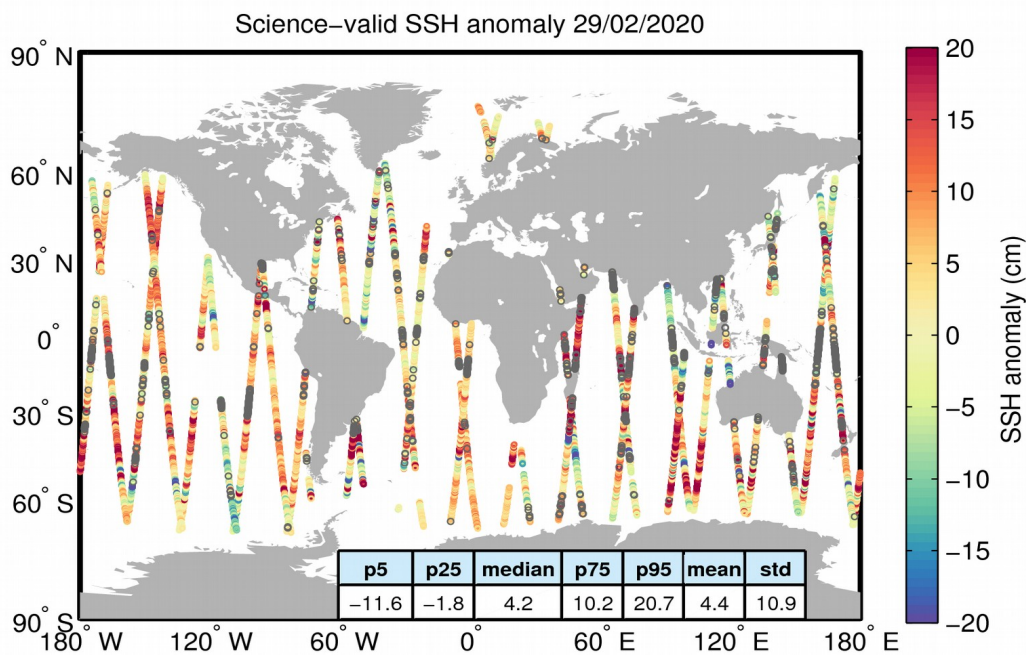 Science−valid SSH anomaly 29/02/2020
90° N
60° N
30° N
0°
30° S
60° S
90° S
180° W
120° W
60° W
0°
60° E
120° E
180° E
p5 p25 median p75 p95 mean std
−11.6 −1.8 4.2 10.2 20.7 4.4 10.9
20
15
10
5
0
−5
−10
−15
−20
SSH anomaly (cm)